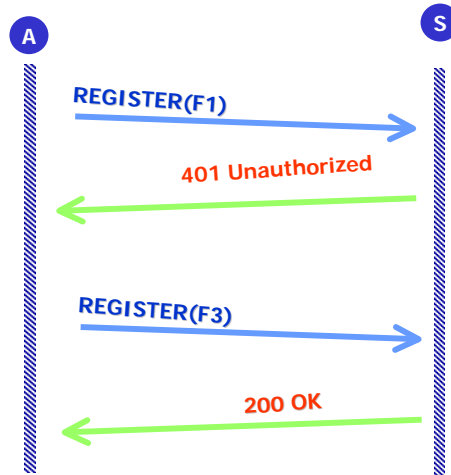 A
S
REGISTER(F1)
401 Unauthorized
REGISTER(F3)
200 OK